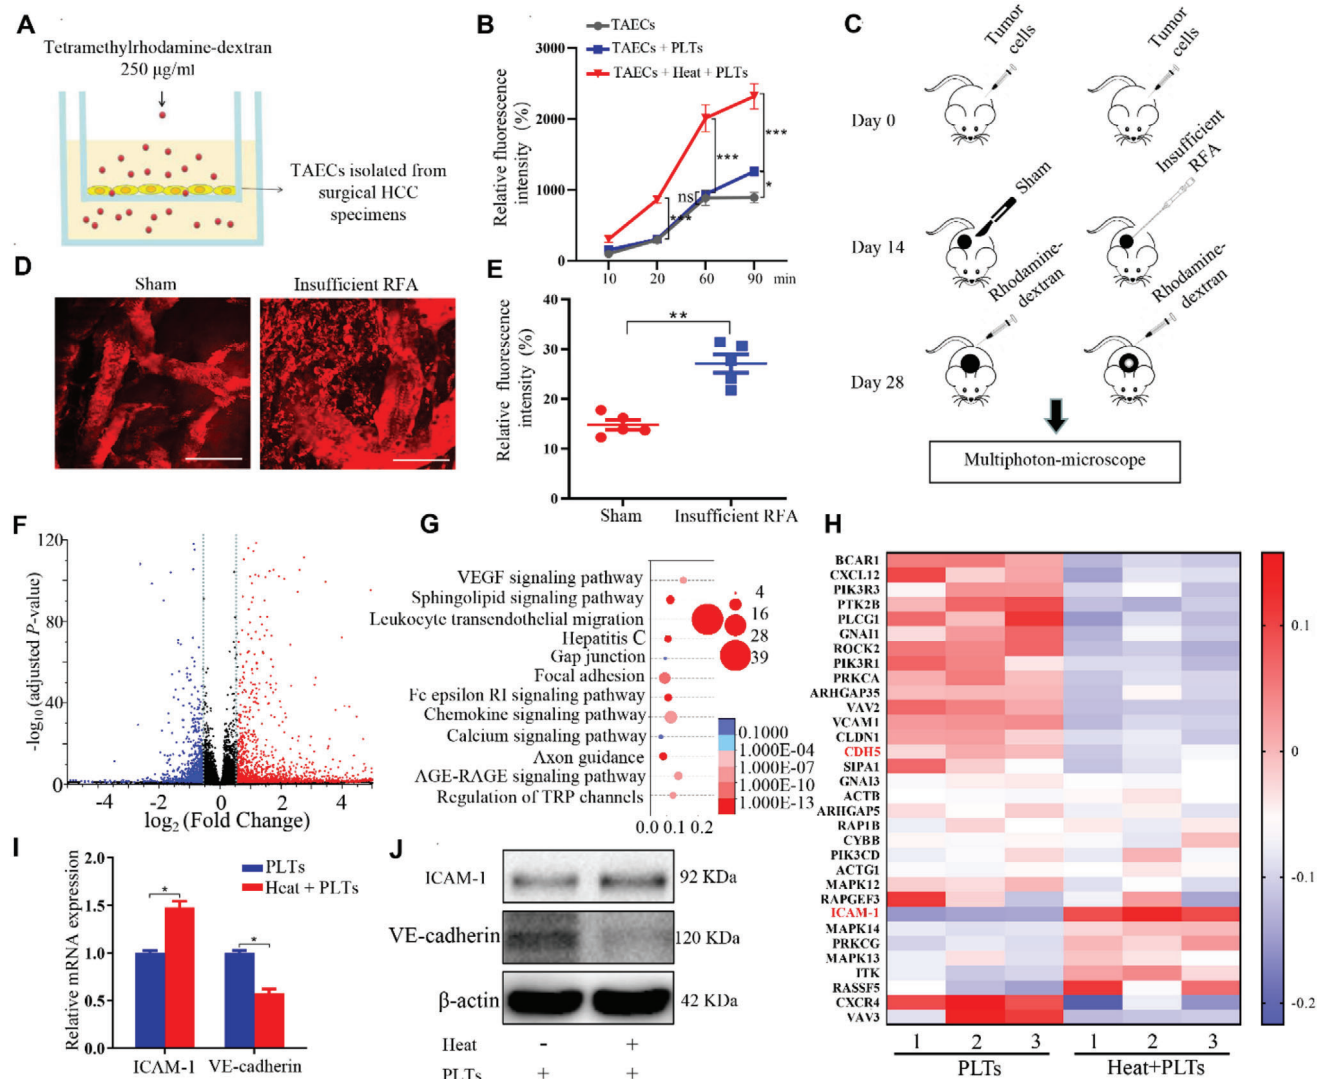 A
Tetramethylrhodamine-dextran
250 μg/ml
TAECs isolated from
surgical HCC
specimens
B
TAECs
TAECs + PLTs
TAECs + Heat + PLTs
Relative fluorescence
intensity (%)
3000
2000
1000
0
10
20
60
90
min
ns
***
***
***
*
C
Tumor
cells
Tumor
cells
Day 0
Sham
Insufficient
RFA
Day 14
Rhodamine-
dextran
Rhodamine-
dextran
Day 28
Multiphoton-microscope
D
Sham
Insufficient RFA
E
Relative fluorescence
intensity (%)
40
30
20
10
0
**
Sham
Insufficient RFA
F
-log10 (adjusted P-value)
120
80
40
0
-4
-2
0
2
4
log2 (Fold Change)
G
VEGF signaling pathway
Sphingolipid signaling pathway
Leukocyte transendothelial migration
Hepatitis C
Gap junction
Focal adhesion
Fc epsilon RI signaling pathway
Chemokine signaling pathway
Calcium signaling pathway
Axon guidance
AGE-RAGE signaling pathway
Regulation of TRP channels
0.0 0.1 0.2
4
16
28
39
0.1000
1.000E-04
1.000E-07
1.000E-10
1.000E-13
H
BCAR1
CXCL12
PIK3R3
PTK2B
PLCG1
GNAI1
ROCK2
PIK3R1
PRKCA
ARHGAP35
VAV2
VCAM1
CLDN1
CDH5
SIPA1
GNAI3
ACTB
ARHGAP5
RAP1B
CYBB
PIK3CD
ACTG1
MAPK12
RAPGEF3
ICAM-1
MAPK14
PRKCG
MAPK13
ITK
RASSF5
CXCR4
VAV3
1 2 3 1 2 3
PLTs Heat+PLTs
0.1
0
-0.1
-0.2
I
Relative mRNA expression
2.0
1.5
1.0
0.5
0.0
PLTs
Heat + PLTs
*
*
ICAM-1 VE-cadherin
J
ICAM-1
92 KDa
VE-cadherin
120 KDa
β-actin
42 KDa
Heat - +
PLTs + +